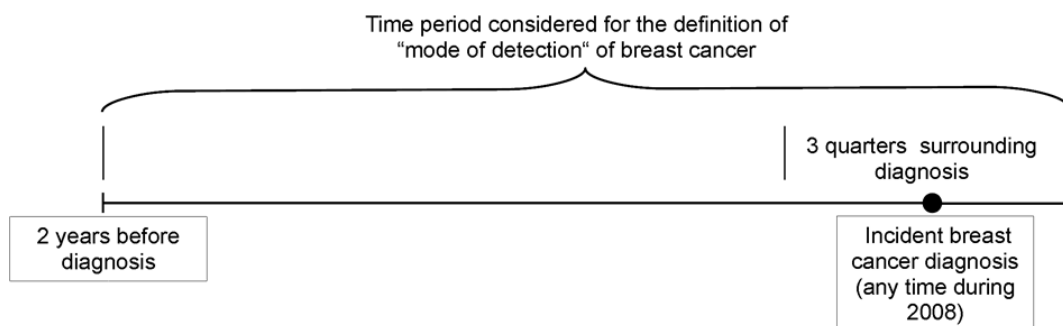 Time period considered for the definition of
“mode of detection“ of breast cancer
3 quarters surrounding
diagnosis
2 years before
diagnosis
Incident breast
cancer diagnosis
(any time during
2008)